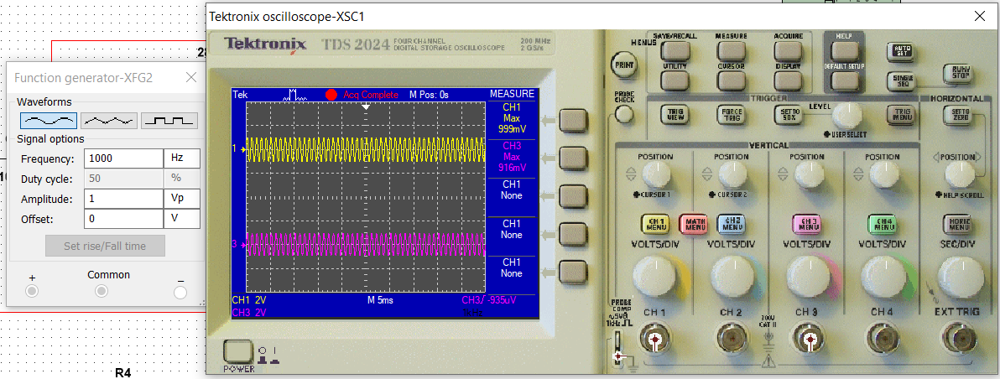 Tektronix oscilloscope-XSC1
28
Function generator-XFG2
Waveforms
Signal options
Frequency: 1000 Hz
Duty cycle: 50 %
Amplitude: 1 Vp
Offset: 0 V
Set rise/Fall time
+ Common −
R4
Tektronix TDS 2024 FOUR CHANNEL
DIGITAL STORAGE OSCILLOSCOPE
200 MHz
2 GS/s
Tek Acq Complete M Pos: 0s MEASURE
CH1
Max
999mV
CH3
Max
916mV
CH1
None
CH1
None
CH1
None
1
3
CH1 2V M 5ms CH3/ -935uV
CH3 2V
POWER
PRINT
MENUS
SAVE/RECALL MEASURE ACQUIRE
UTILITY CURSOR DISPLAY
HELP
DEFAULT SETUP
AUTO SET
SINGLE SEQ
RUN/ STOP
PROBE CHECK
TRIGGER
TRIG VIEW
FORCE TRIG
SET TO 50%
LEVEL
USER SELECT
TRIG MENU
HORIZONTAL
SET TO ZERO
VERTICAL
POSITION POSITION POSITION POSITION POSITION
CURSOR 1 CURSOR 2 HELP SCROLL
CH 1 MENU
MATH MENU
CH 2 MENU
CH 3 MENU
CH 4 MENU
HORIZ MENU
VOLTS/DIV VOLTS/DIV VOLTS/DIV VOLTS/DIV SEC/DIV
PROBE COMP
~5V@
1kHz
CH 1 CH 2 CH 3 CH 4 EXT TRIG
300V
CAT II